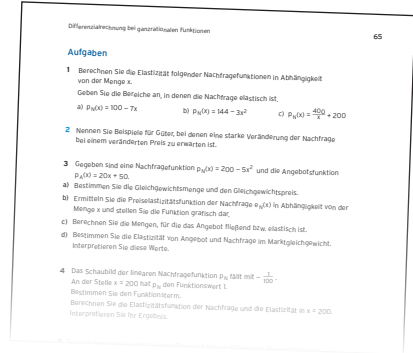 Differenzialrechnung bei ganzrationalen Funktionen
65
Aufgaben
1 Berechnen Sie die Elastizität folgender Nachfragefunktionen in Abhängigkeit
von der Menge x.
Geben Sie die Bereiche an, in denen die Nachfrage elastisch ist.
a) p_N(x) = 100 − 7x b) p_N(x) = 144 − 3x² c) p_N(x) = 400/x + 200
2 Nennen Sie Beispiele für Güter, bei denen eine starke Veränderung der Nachfrage
bei einem veränderten Preis zu erwarten ist.
3 Gegeben sind eine Nachfragefunktion p_N(x) = 200 − 5x² und die Angebotsfunktion
p_A(x) = 20x + 50.
a) Bestimmen Sie die Gleichgewichtsmenge und den Gleichgewichtspreis.
b) Ermitteln Sie die Preiselastizitätsfunktion der Nachfrage e_N(x) in Abhängigkeit von der
Menge x und stellen Sie die Funktion grafisch dar.
c) Berechnen Sie die Mengen, für die das Angebot fließend bzw. elastisch ist.
d) Bestimmen Sie die Elastizität von Angebot und Nachfrage im Marktgleichgewicht.
Interpretieren Sie diese Werte.
4 Das Schaubild der linearen Nachfragefunktion p_N fällt mit − 1/100.
An der Stelle x = 200 hat p_N den Funktionswert 1.
Bestimmen Sie den Funktionsterm.
Berechnen Sie die Elastizitätsfunktion der Nachfrage und die Elastizität in x = 200.
Interpretieren Sie Ihr Ergebnis.